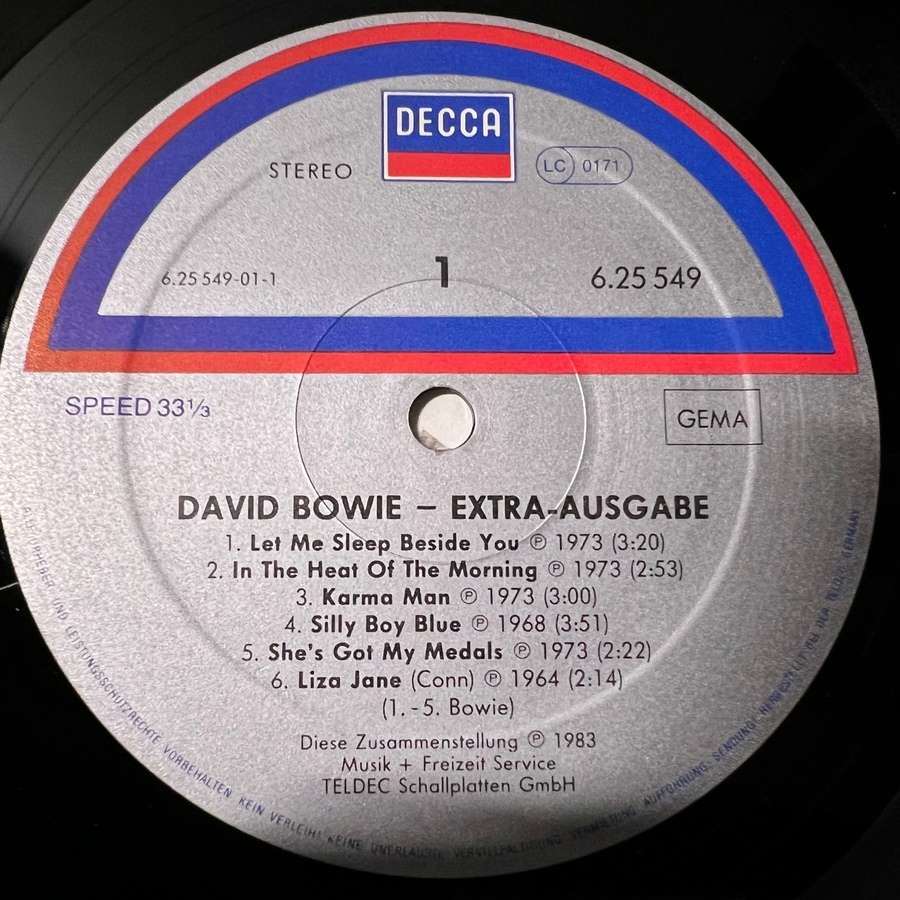 DECCA
STEREO
LC 0171
6.25 549-01-1
1
6.25 549
SPEED 33⅓
GEMA
DAVID BOWIE – EXTRA-AUSGABE
1. Let Me Sleep Beside You ℗ 1973 (3:20)
2. In The Heat Of The Morning ℗ 1973 (2:53)
3. Karma Man ℗ 1973 (3:00)
4. Silly Boy Blue ℗ 1968 (3:51)
5. She's Got My Medals ℗ 1973 (2:22)
6. Liza Jane (Conn) ℗ 1964 (2:14)
(1. - 5. Bowie)
Diese Zusammenstellung ℗ 1983
Musik + Freizeit Service
TELDEC Schallplatten GmbH
UND LEISTUNGSSCHUTZRECHTE VORBEHALTEN KEIN VERLEIH! KEINE UNERLAUBTE VERVIELFÄLTIGUNG, VERMIETUNG, AUFFÜHRUNG, SENDUNG!